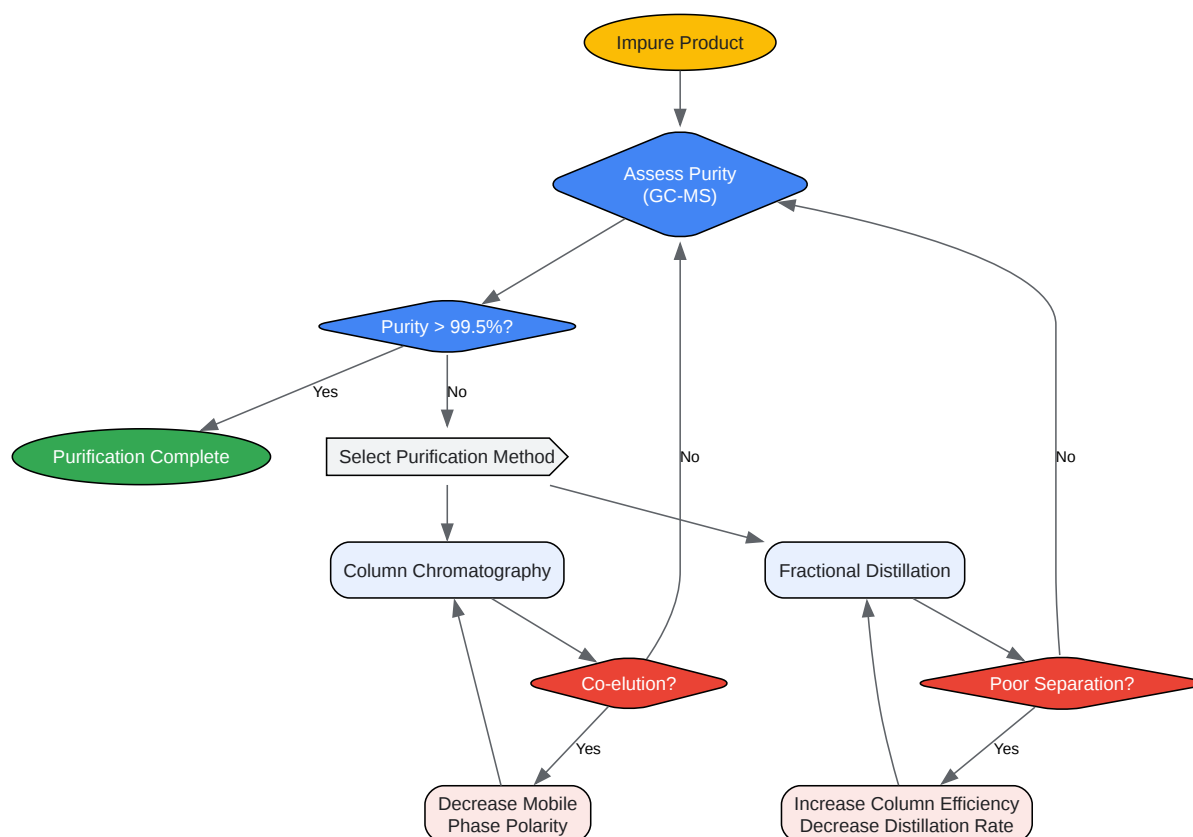 Impure Product
Assess Purity
(GC-MS)
Purity > 99.5%?
Yes
No
Purification Complete
Select Purification Method
No
No
Column Chromatography
Fractional Distillation
Co-elution?
Poor Separation?
Yes
Yes
Decrease Mobile
Phase Polarity
Increase Column Efficiency
Decrease Distillation Rate